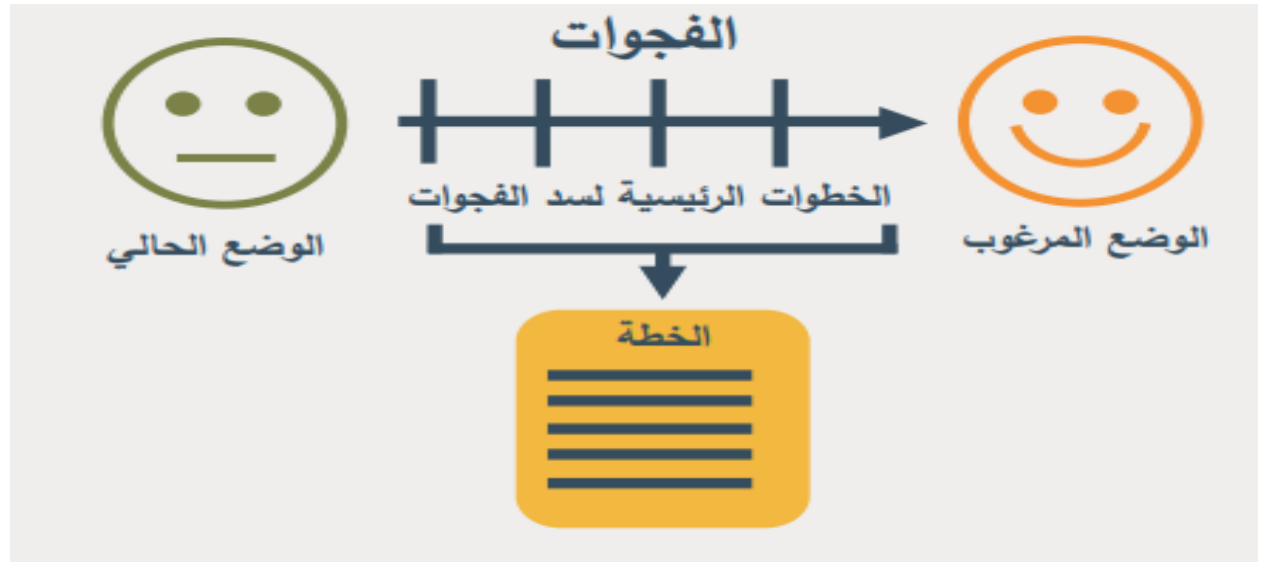 الفجوات
الخطوات الرئيسية لسد الفجوات
الوضع المرغوب
الوضع الحالي
الخطة